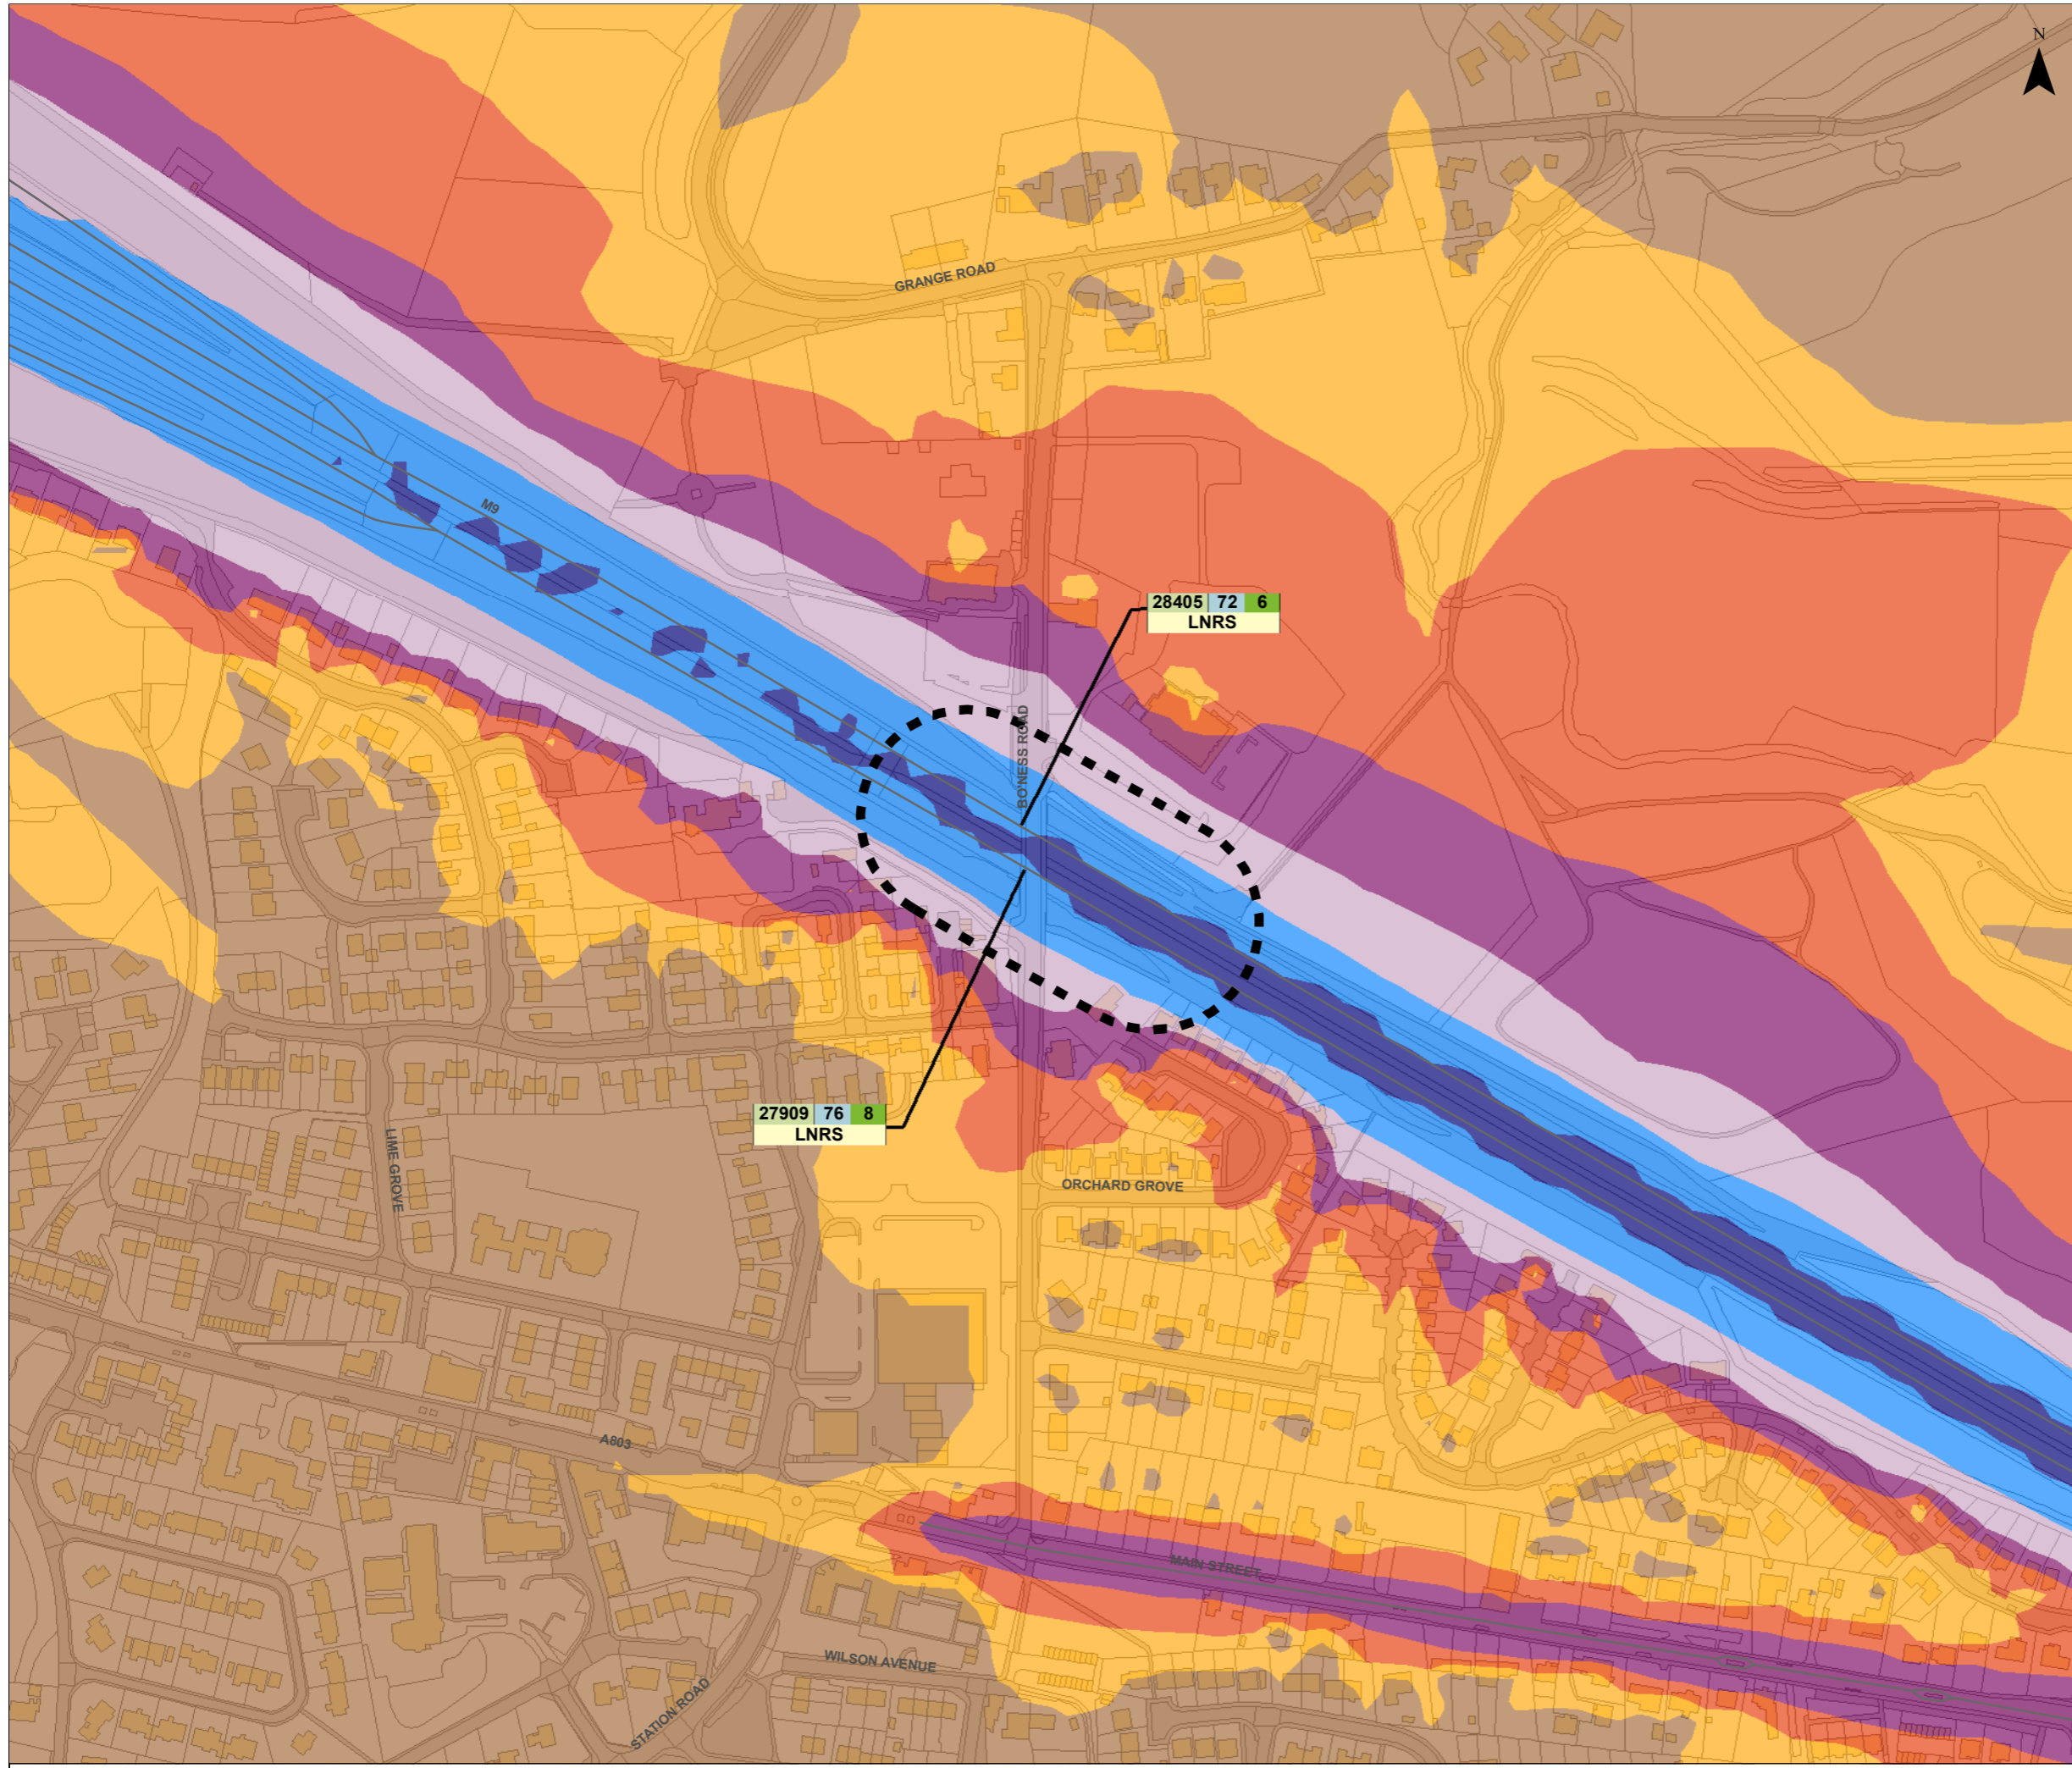 N
GRANGE ROAD
M9
28405 72 6
LNRS
BO'NESS ROAD
27909 76 8
LNRS
LIME GROVE
ORCHARD GROVE
A803
MAIN STREET
WILSON AVENUE
STATION ROAD